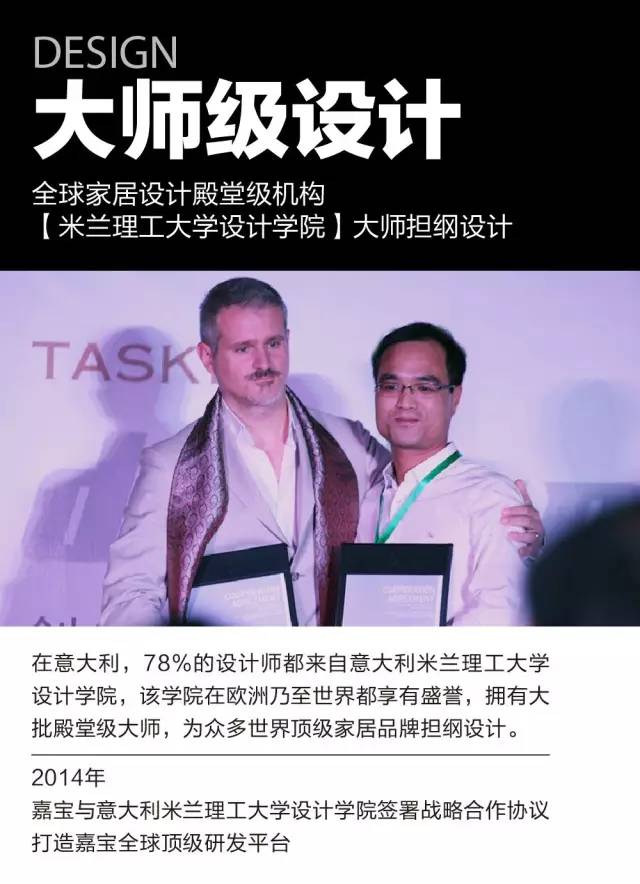 DESIGN
大师级设计
全球家居设计殿堂级机构
【米兰理工大学设计学院】大师担纲设计
TASK
COOPERATION
AGREEMENT
COOPERATION
AGREEMENT
在意大利，78%的设计师都来自意大利米兰理工大学
设计学院，该学院在欧洲乃至世界都享有盛誉，拥有大
批殿堂级大师，为众多世界顶级家居品牌担纲设计。
2014年
嘉宝与意大利米兰理工大学设计学院签署战略合作协议
打造嘉宝全球顶级研发平台